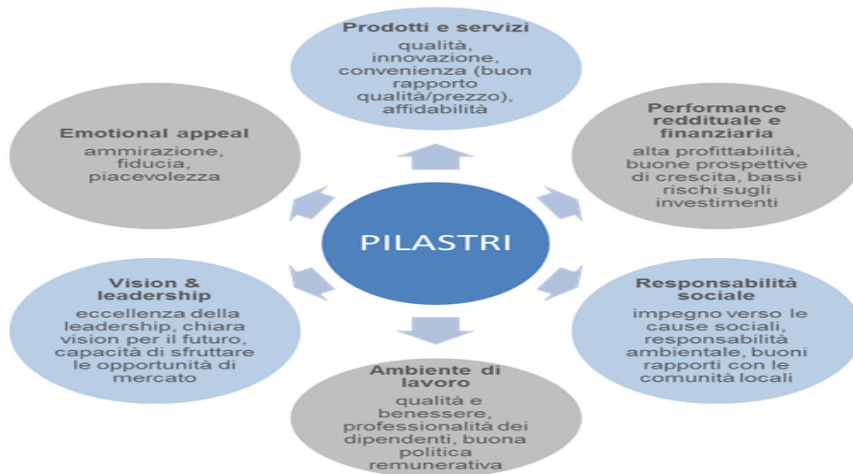 Prodotti e servizi
qualità,
innovazione,
convenienza (buon
rapporto
qualità/prezzo),
affidabilità
Emotional appeal
ammirazione,
fiducia,
piacevolezza
Performance
reddituale e
finanziaria
alta profittabilità,
buone prospettive
di crescita, bassi
rischi sugli
investimenti
PILASTRI
Vision &
leadership
eccellenza della
leadership, chiara
vision per il futuro,
capacità di sfruttare
le opportunità di
mercato
Responsabilità
sociale
impegno verso le
cause sociali,
responsabilità
ambientale, buoni
rapporti con le
comunità locali
Ambiente di
lavoro
qualità e
benessere,
professionalità dei
dipendenti, buona
politica
remunerativa